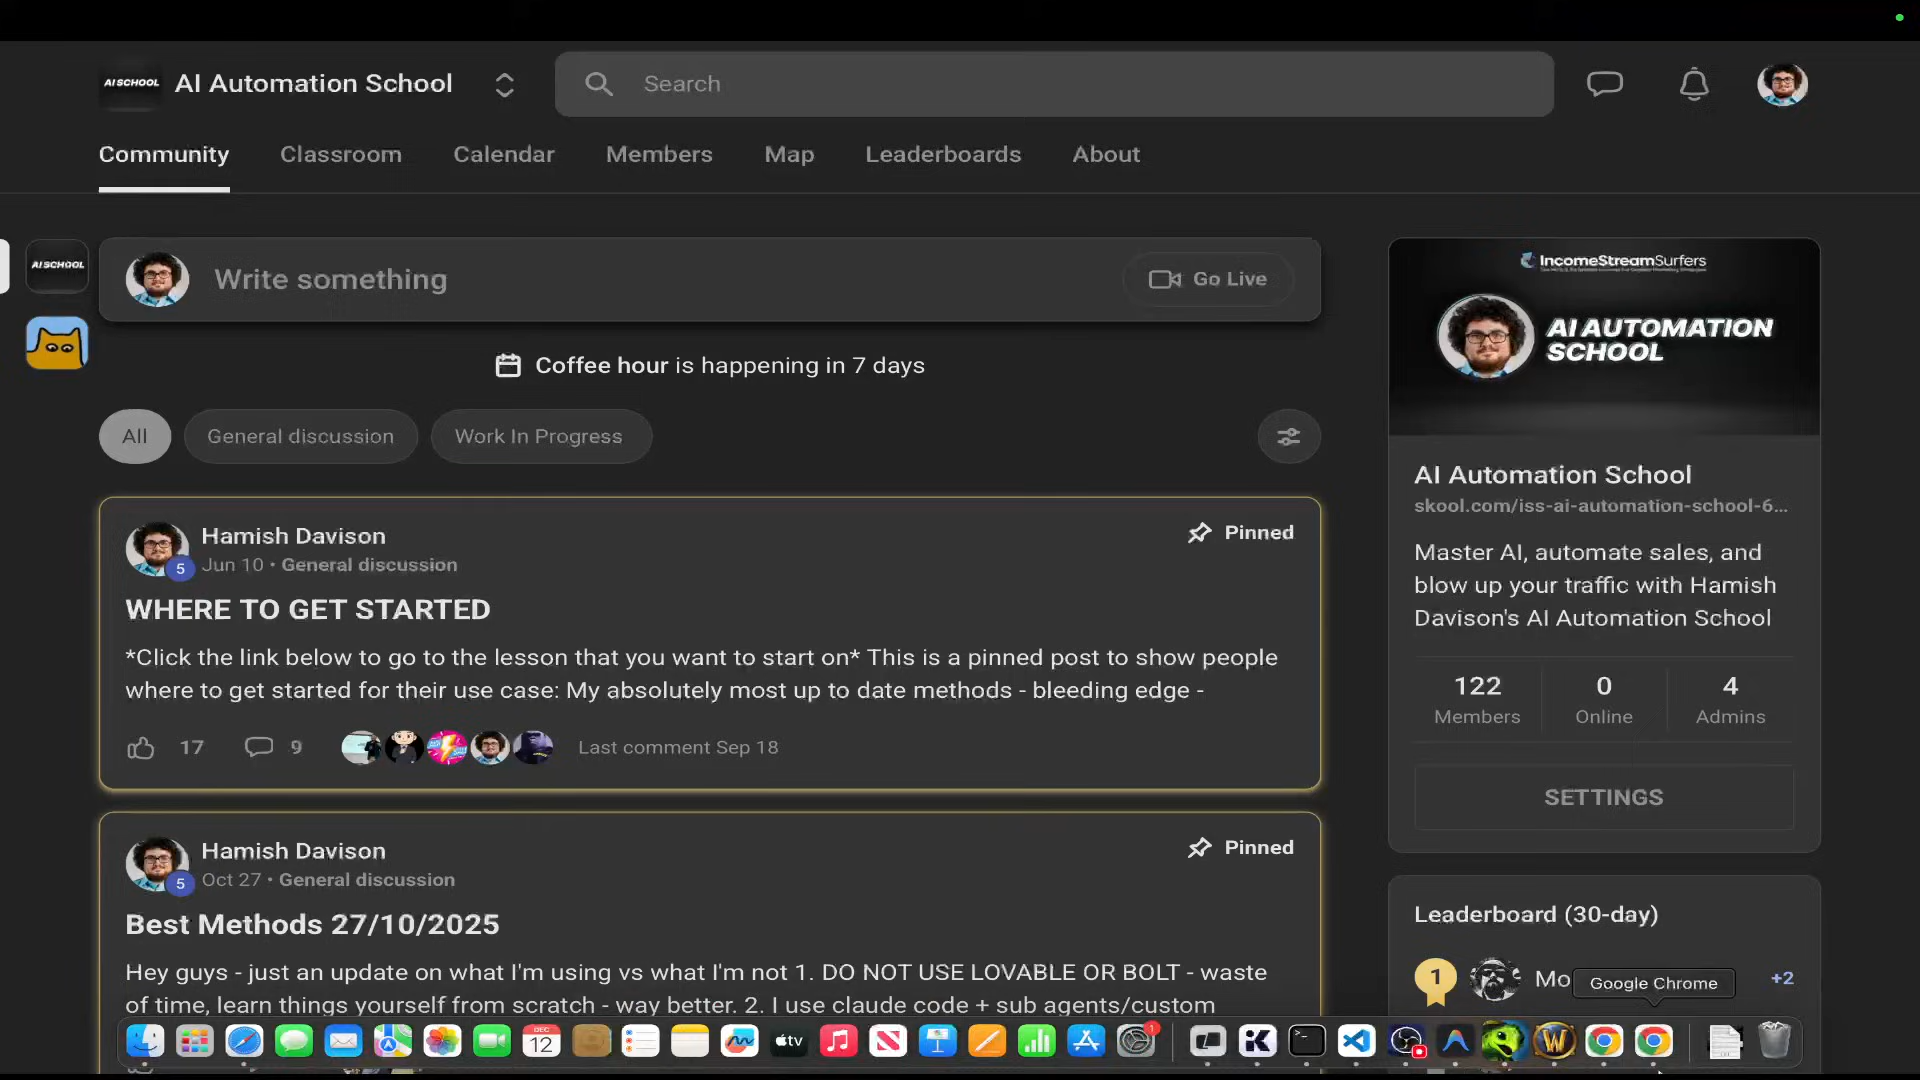 AI SCHOOL
AI Automation School
Search
Community
Classroom
Calendar
Members
Map
Leaderboards
About
AI SCHOOL
Write something
Go Live
Coffee hour is happening in 7 days
All
General discussion
Work In Progress
Hamish Davison
Pinned
5
Jun 10 • General discussion
WHERE TO GET STARTED
*Click the link below to go to the lesson that you want to start on* This is a pinned post to show people
where to get started for their use case: My absolutely most up to date methods - bleeding edge -
17
9
Last comment Sep 18
Hamish Davison
Pinned
5
Oct 27 • General discussion
Best Methods 27/10/2025
Hey guys - just an update on what I'm using vs what I'm not 1. DO NOT USE LOVABLE OR BOLT - waste
of time, learn things yourself from scratch - way better. 2. I use claude code + sub agents/custom
IncomeStreamSurfers
AI AUTOMATION
SCHOOL
AI Automation School
skool.com/iss-ai-automation-school-6...
Master AI, automate sales, and
blow up your traffic with Hamish
Davison's AI Automation School
122
Members
0
Online
4
Admins
SETTINGS
Leaderboard (30-day)
1
Mo
+2
Google Chrome
DEC
12
tv
1